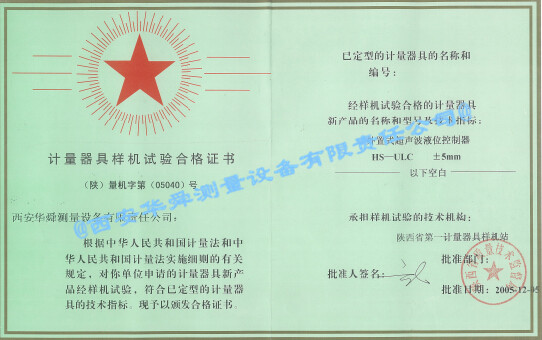 计量器具样机试验合格证书
（陕）量机字第（05040）号
西安华舜测量设备有限责任公司：
根据中华人民共和国计量法和中
华人民共和国计量法实施细则的有关
规定，对你单位申请的计量器具新产
品经样机试验，符合已定型的计量器
具的技术指标。现予以颁发合格证书。
已定型的计量器具的名称和
编号：
经样机试验合格的计量器具
新产品的名称和型号及技术指标：
外置式超声波液位控制器
HS—ULC ±5mm
以下空白
承担样机试验的技术机构：
陕西省第一计量器具样机站
批准部门：
批准人签名：
批准日期：2005-12-05
@西安华舜测量设备有限责任公司